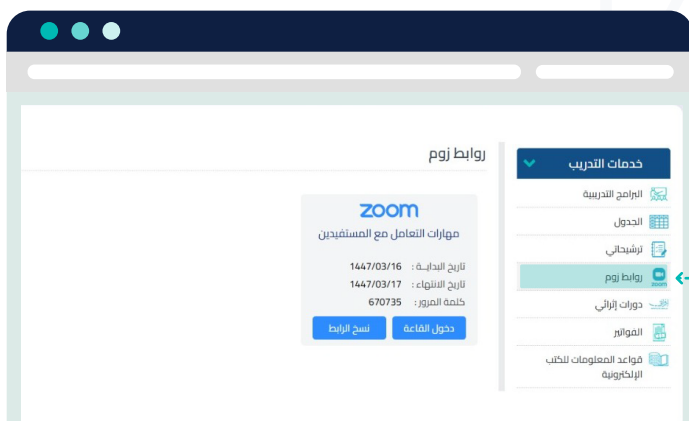 خدمات التدريب
البرامج التدريبية
الجدول
ترشيحاتي
روابط زوم
zoom
دورات إثرائي
الفواتير
قواعد المعلومات للكتب
الإلكترونية
روابط زوم
zoom
مهارات التعامل مع المستفيدين
تاريخ البدايــة : 1447/03/16
تاريخ الانتهاء : 1447/03/17
كلمة المرور : 670735
دخول القاعة
نسخ الرابط